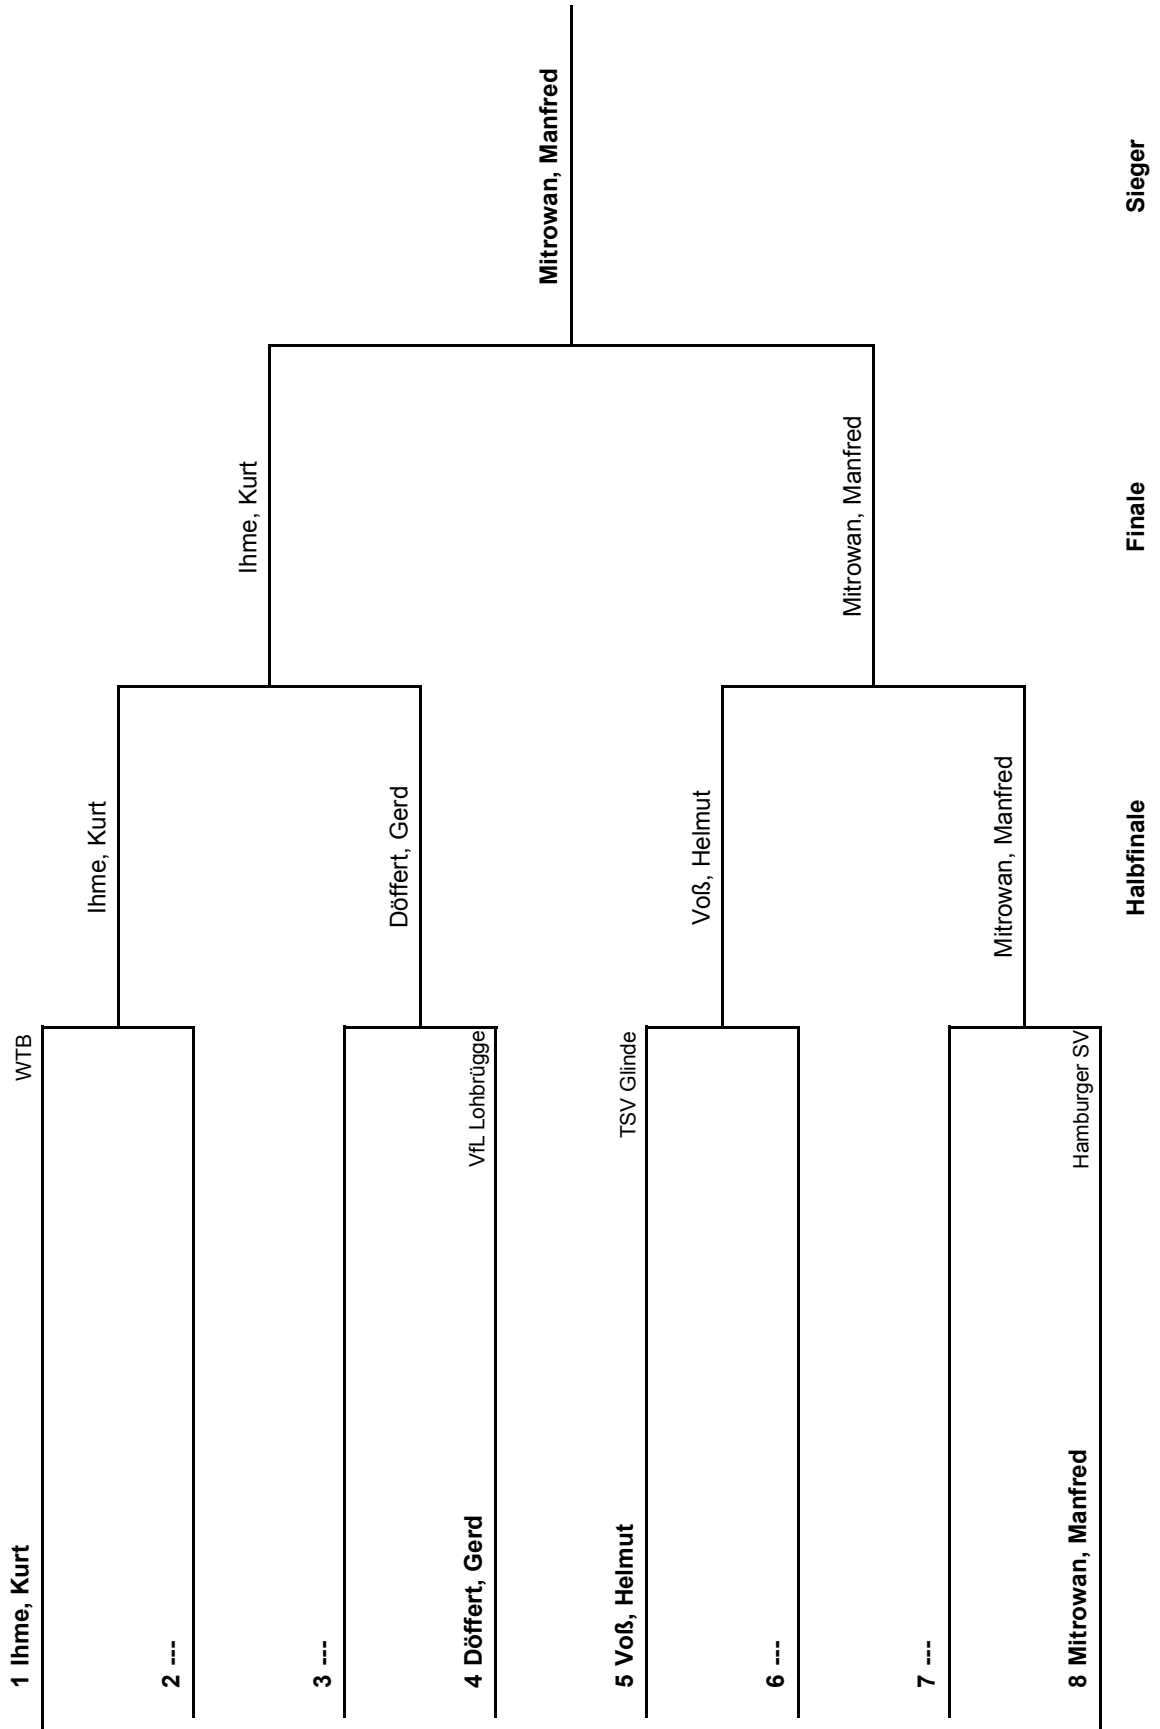 1 Ihme, Kurt
WTB
2 ---
3 ---
4 Döffert, Gerd
VfL Lohbrügge
5 Voß, Helmut
TSV Glinde
6 ---
7 ---
8 Mitrowan, Manfred
Hamburger SV
Ihme, Kurt
Döffert, Gerd
Voß, Helmut
Mitrowan, Manfred
Halbfinale
Ihme, Kurt
Mitrowan, Manfred
Finale
Mitrowan, Manfred
Sieger